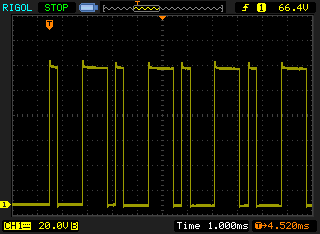 RIGOL STOP T 1 66.4V
T
1
CH1 20.0V B Time 1.000ms T→4.520ms